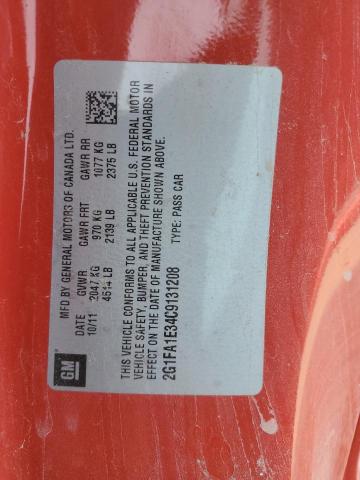 GM
MFD BY GENERAL MOTORS OF CANADA LTD.
DATE GVWR GAWR FRT GAWR RR
10/11 2047 KG 970 KG 1077 KG
4514 LB 2139 LB 2375 LB
THIS VEHICLE CONFORMS TO ALL APPLICABLE U.S. FEDERAL MOTOR
VEHICLE SAFETY, BUMPER, AND THEFT PREVENTION STANDARDS IN
EFFECT ON THE DATE OF MANUFACTURE SHOWN ABOVE.
2G1FA1E34C9131208 TYPE: PASS CAR